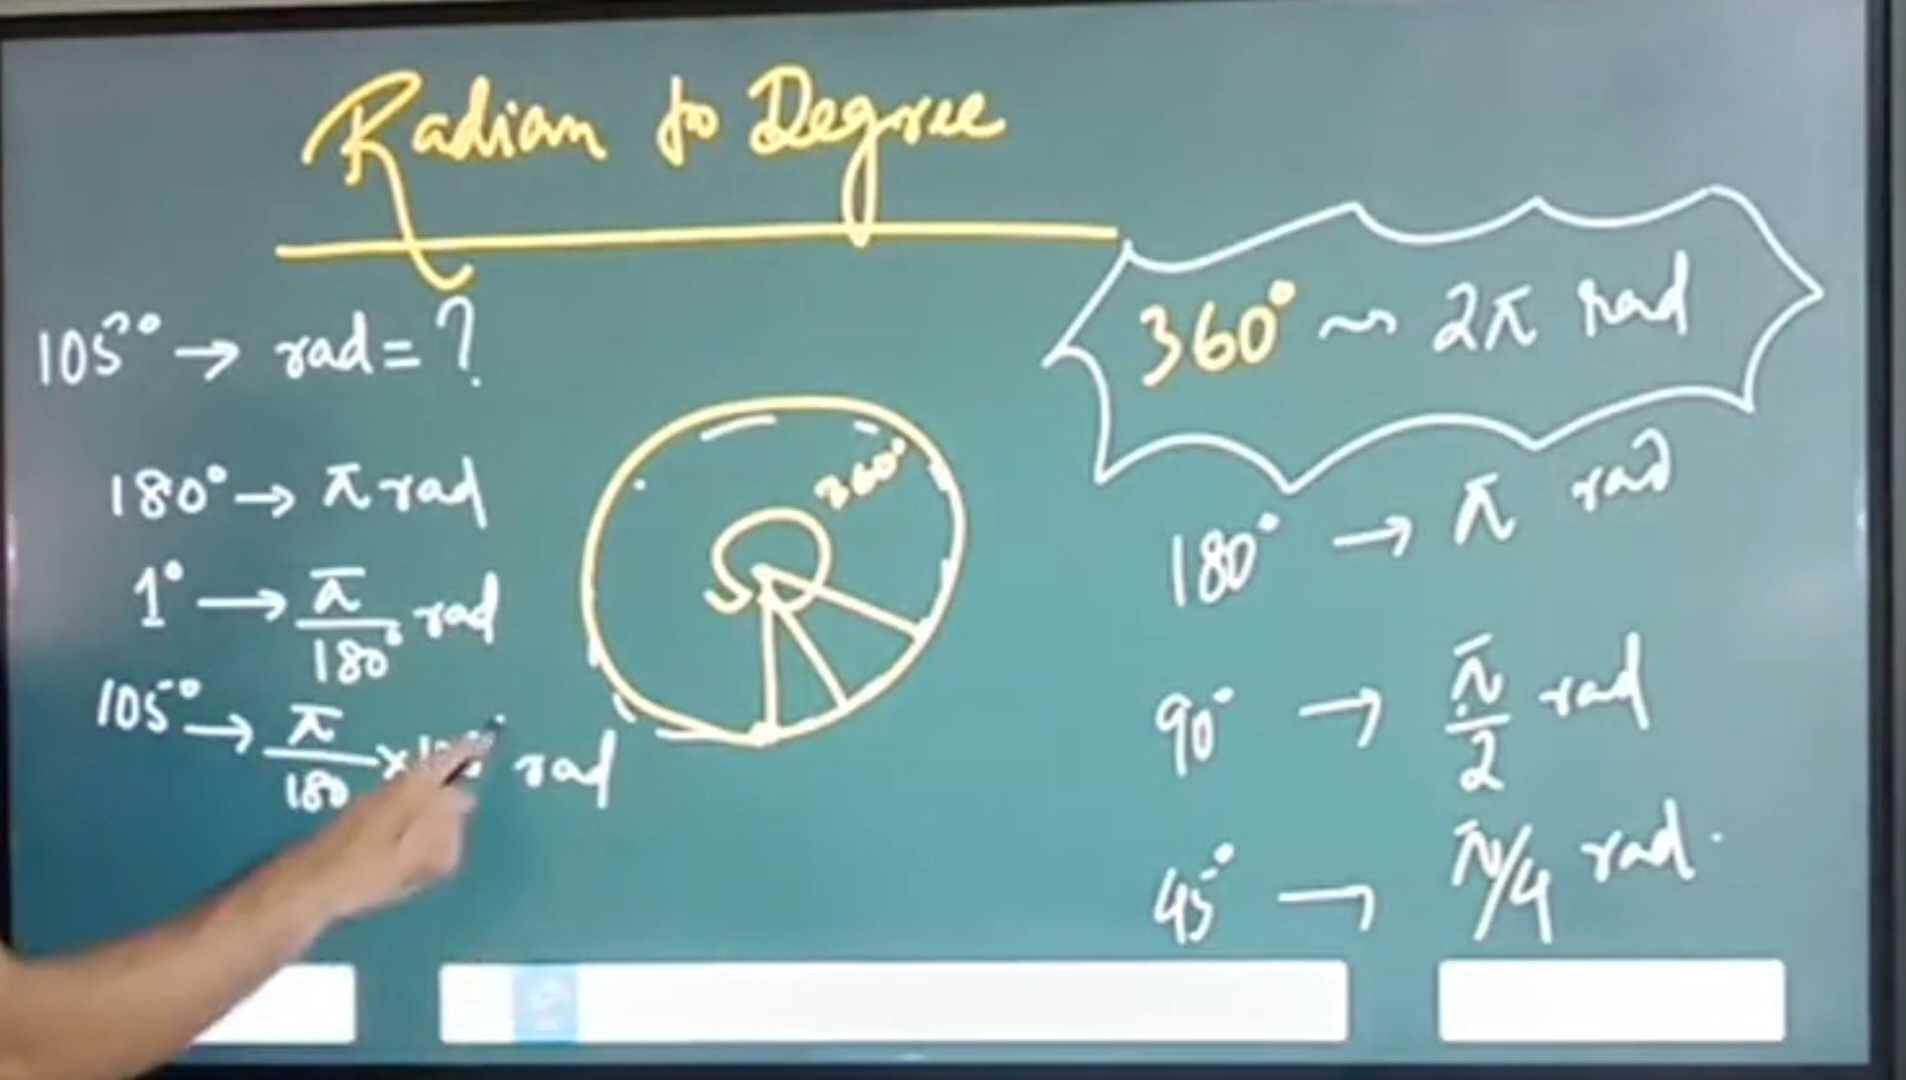 Radian to Degree
105° → rad = ?
180° → π rad
1° → π/180° rad
105° → π/180 × rad
360°
360° ~ 2π rad
180° → π rad
90° → π/2 rad
45° → π/4 rad.